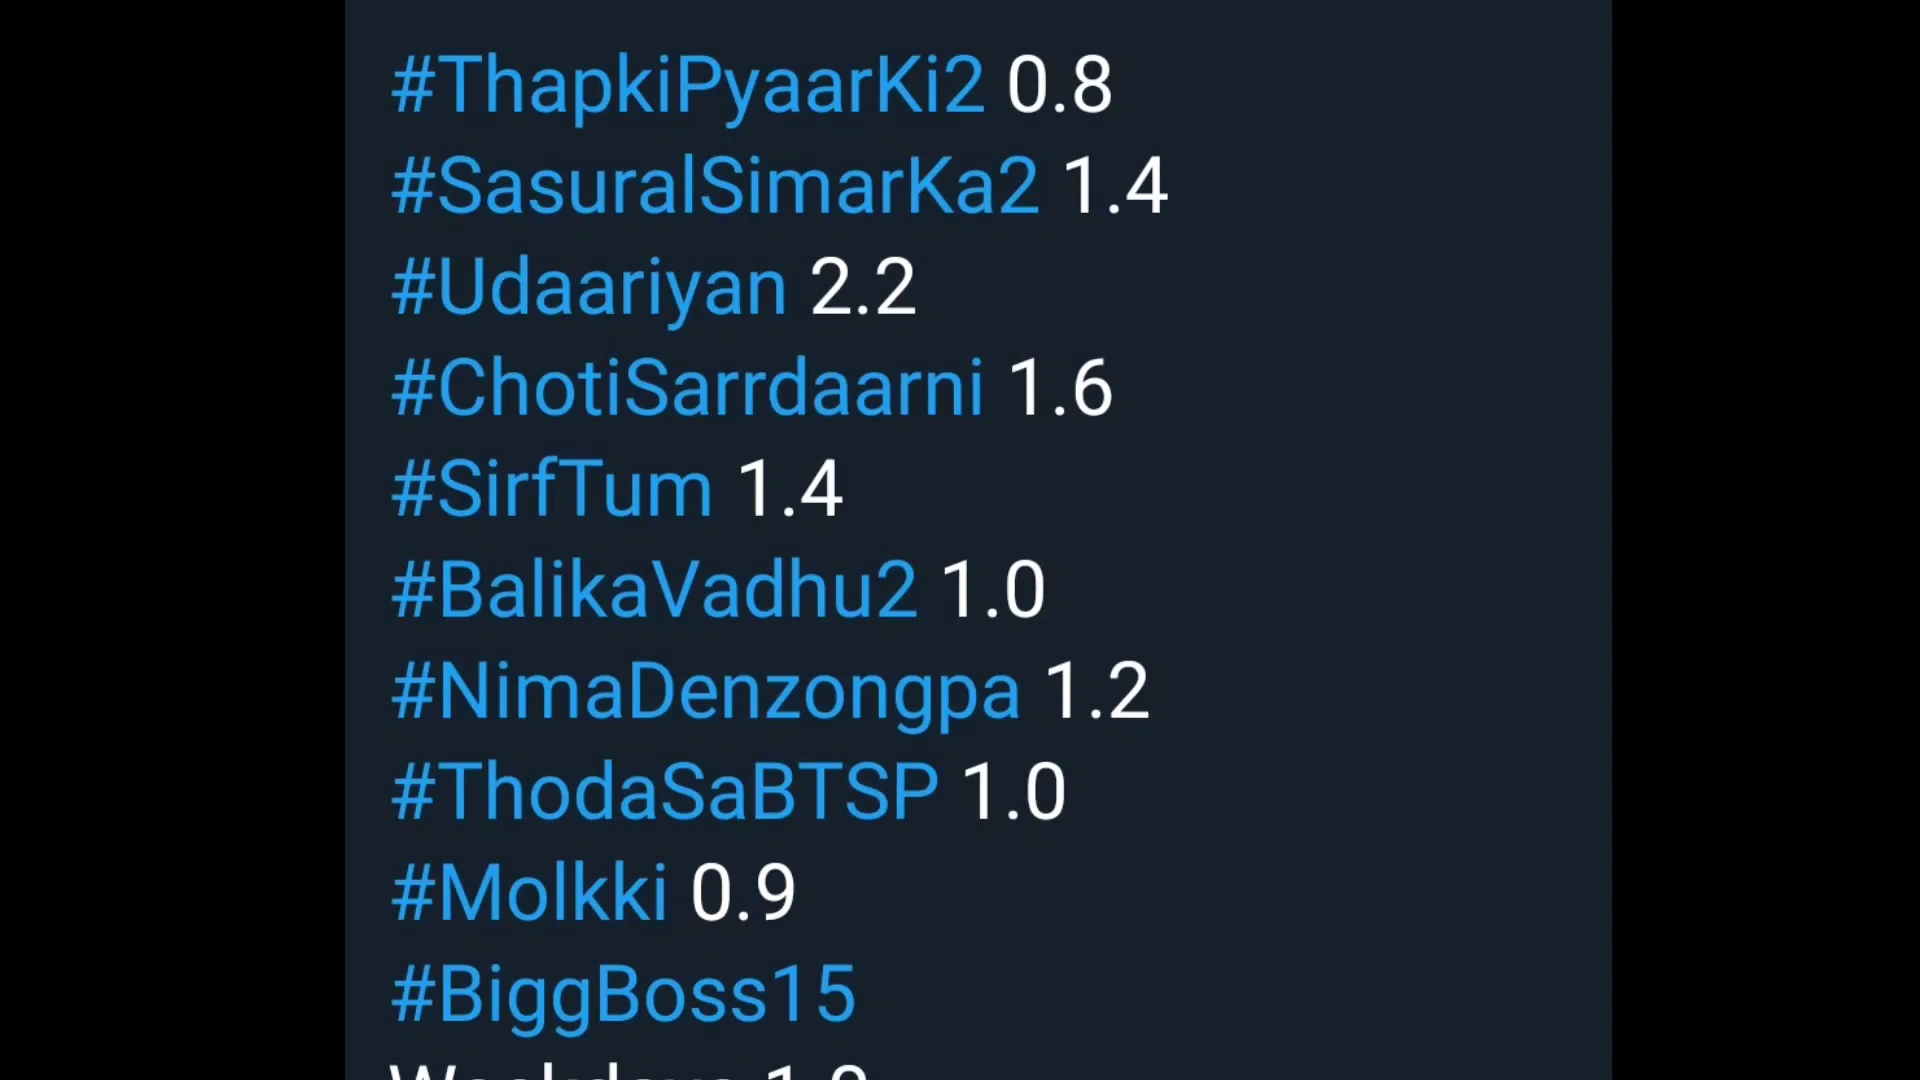 #ThapkiPyaarKi2 0.8
#SasuralSimarKa2 1.4
#Udaariyan 2.2
#ChotiSarrdaarni 1.6
#SirfTum 1.4
#BalikaVadhu2 1.0
#NimaDenzongpa 1.2
#ThodaSaBTSP 1.0
#Molkki 0.9
#BiggBoss15
Weekdays